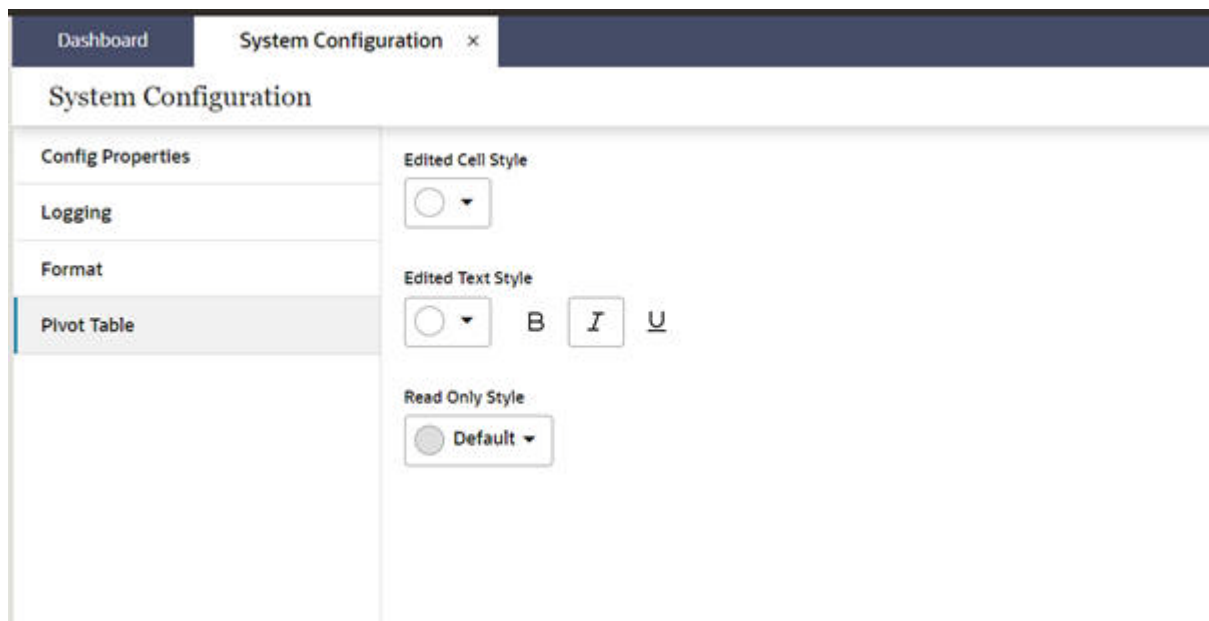 Dashboard
System Configuration ×
System Configuration
Config Properties
Logging
Format
Pivot Table
Edited Cell Style
Edited Text Style
B I U
Read Only Style
Default